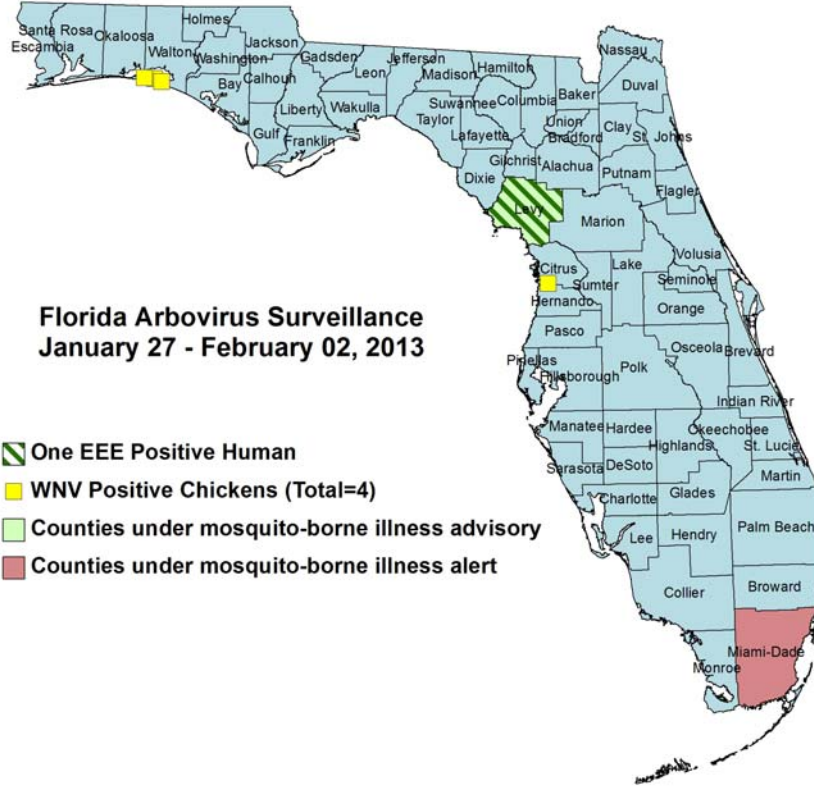 Holmes
Santa Rosa
Okaloosa
Escambia
Walton
Jackson
Washington
Gadsden
Jefferson
Hamilton
Nassau
Leon
Madison
Bay
Calhoun
Liberty
Wakulla
Suwannee
Columbia
Baker
Duval
Taylor
Union
Bradford
Clay
St. Johns
Gulf
Franklin
Lafayette
Gilchrist
Alachua
Putnam
Dixie
Flagler
Levy
Marion
Volusia
Citrus
Lake
Sumter
Seminole
Hernando
Orange
Florida Arbovirus Surveillance
January 27 - February 02, 2013
Pasco
Osceola
Brevard
Pinellas
Hillsborough
Polk
Indian River
Manatee
Hardee
Okeechobee
Highlands
St. Lucie
Sarasota
DeSoto
Martin
Charlotte
Glades
Lee
Hendry
Palm Beach
Collier
Broward
Miami-Dade
Monroe
One EEE Positive Human
WNV Positive Chickens (Total=4)
Counties under mosquito-borne illness advisory
Counties under mosquito-borne illness alert